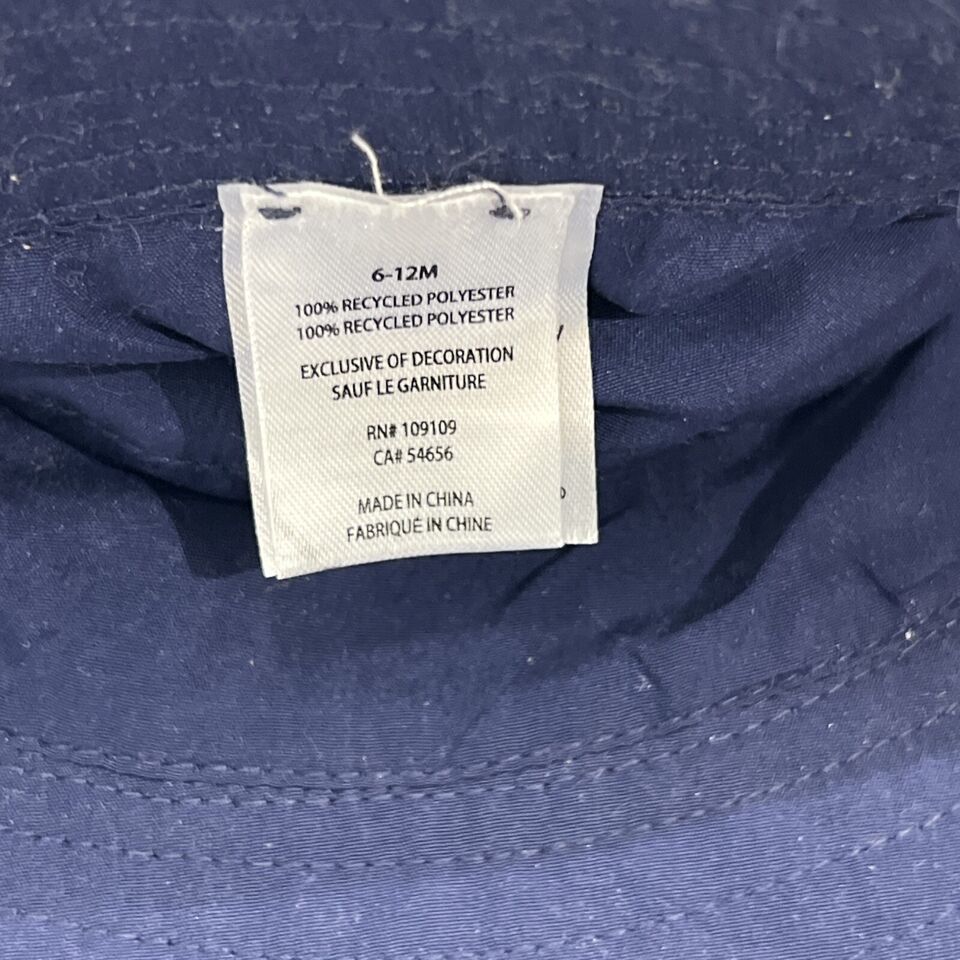 6-12M
100% RECYCLED POLYESTER
100% RECYCLED POLYESTER
EXCLUSIVE OF DECORATION
SAUF LE GARNITURE
RN# 109109
CA# 54656
MADE IN CHINA
FABRIQUÉ IN CHINE